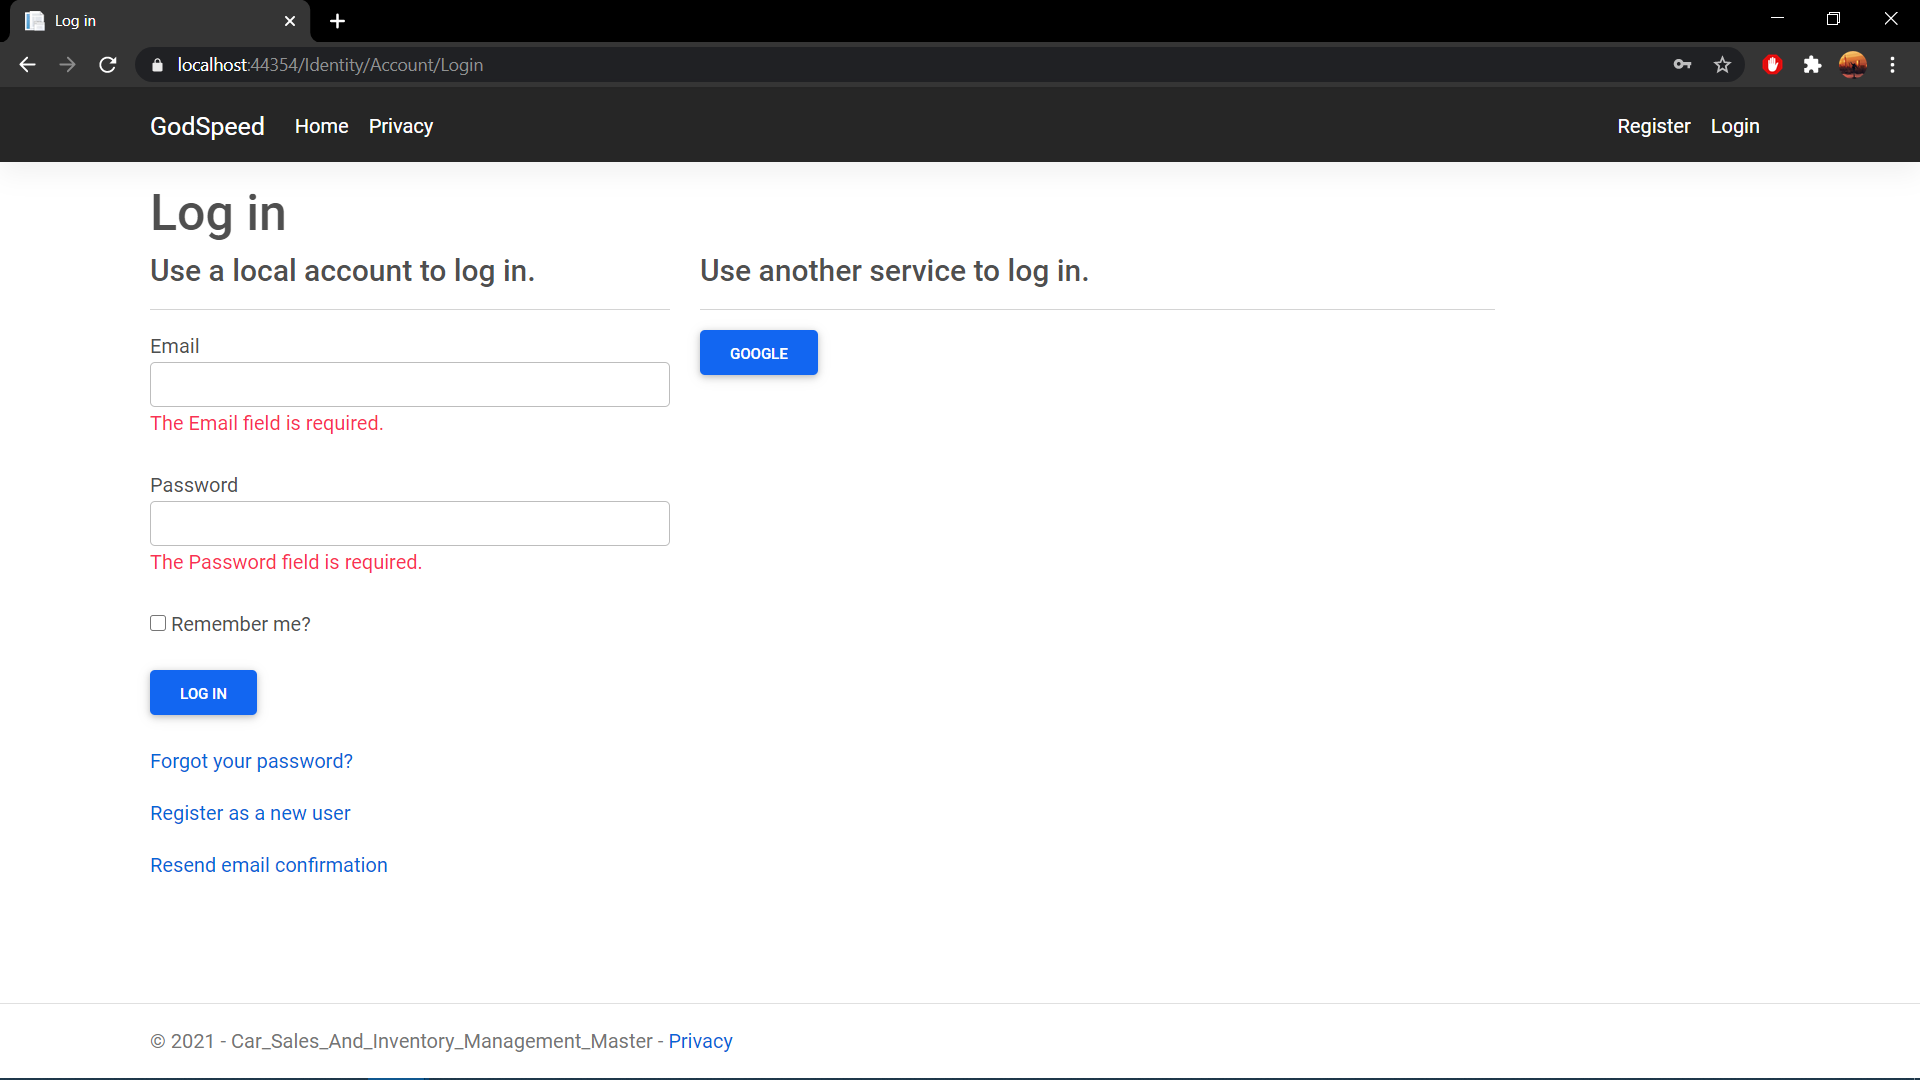 Log in
localhost:44354/Identity/Account/Login
GodSpeed Home Privacy Register Login
Log in
Use a local account to log in.
Use another service to log in.
Email
GOOGLE
The Email field is required.
Password
The Password field is required.
Remember me?
LOG IN
Forgot your password?
Register as a new user
Resend email confirmation
© 2021 - Car_Sales_And_Inventory_Management_Master - Privacy